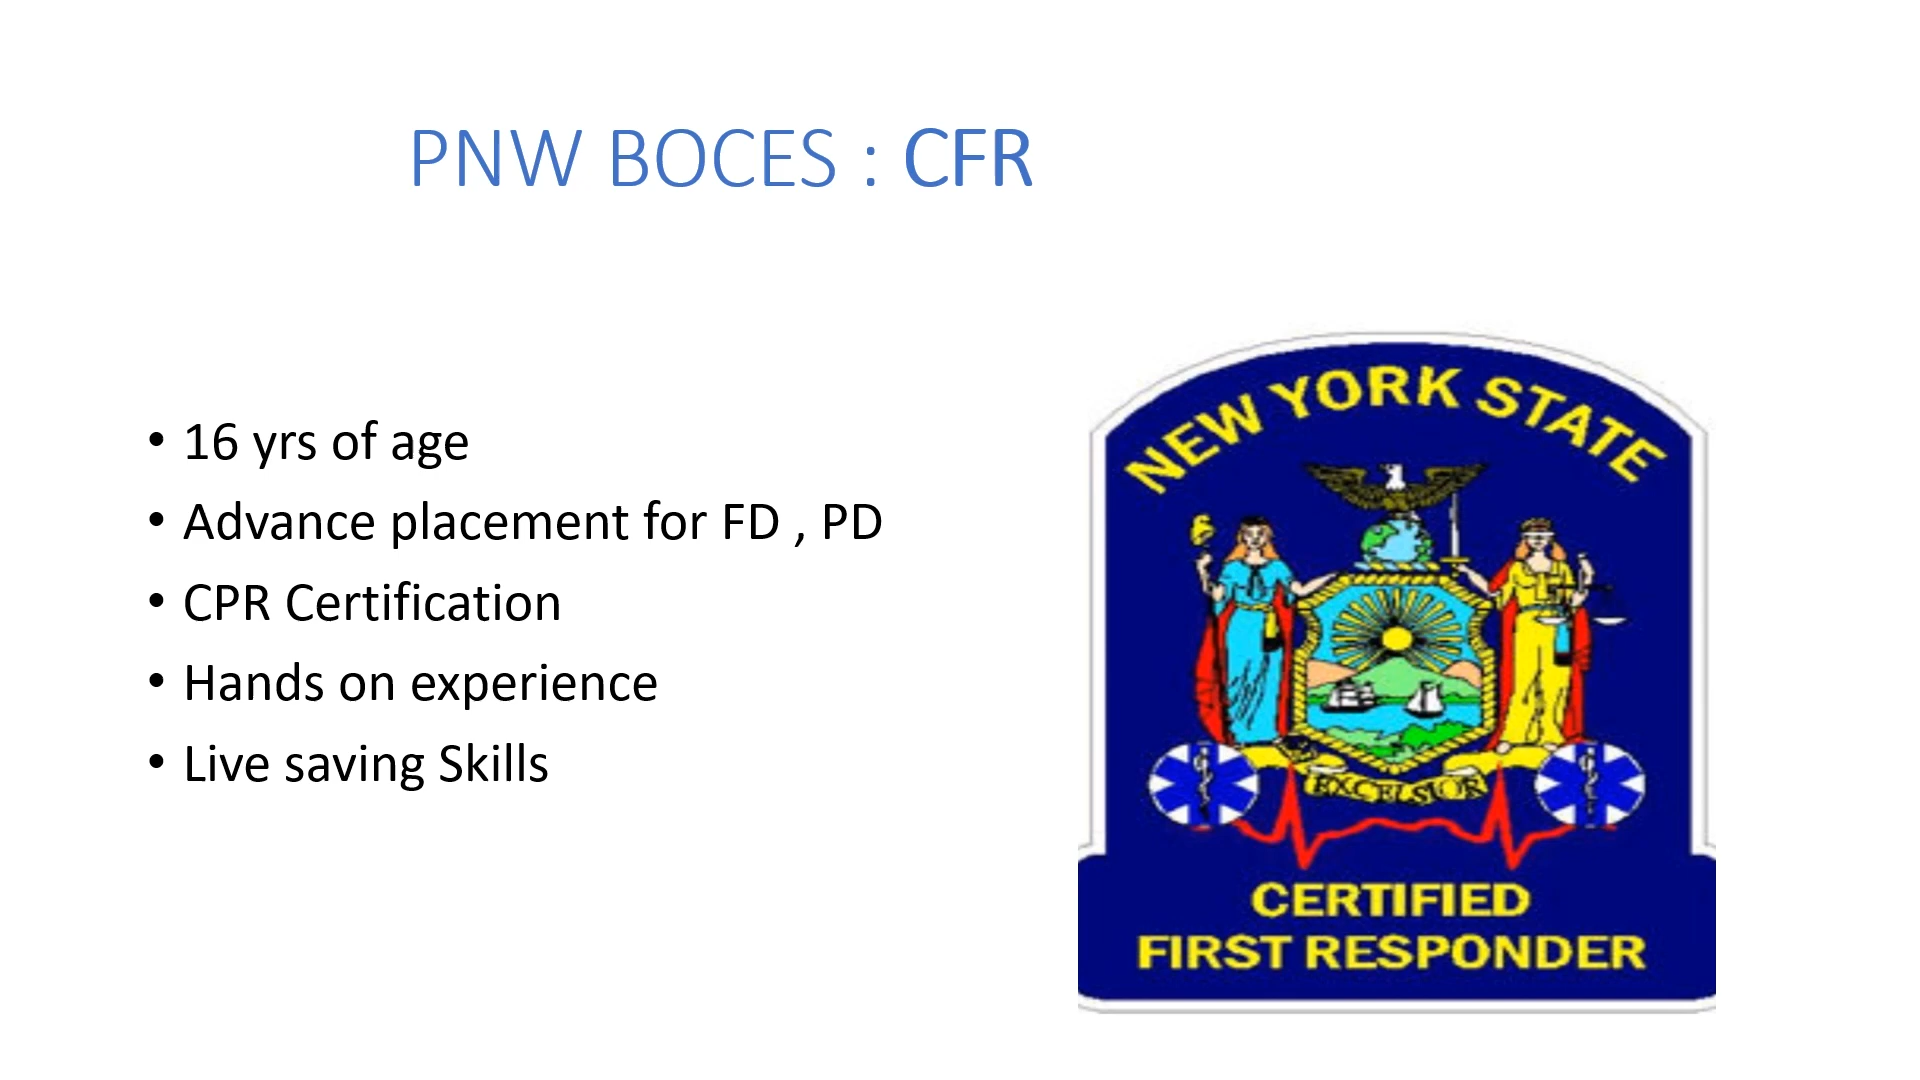 PNW BOCES : CFR
• 16 yrs of age
• Advance placement for FD , PD
• CPR Certification
• Hands on experience
• Live saving Skills
NEW YORK STATE
EXCELSIOR
CERTIFIED
FIRST RESPONDER